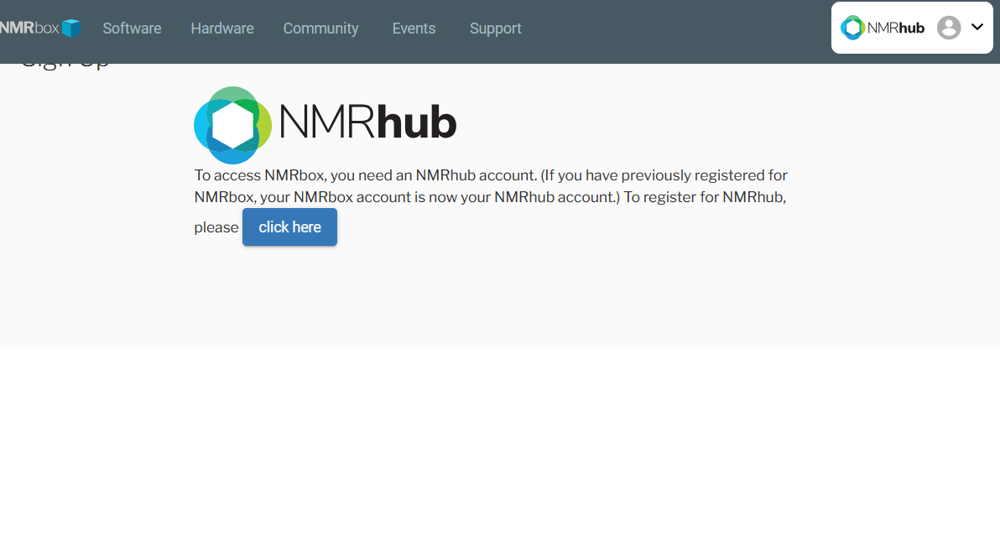 NMRbox Software Hardware Community Events Support NMRhub
Sign Up
NMRhub
To access NMRbox, you need an NMRhub account. (If you have previously registered for
NMRbox, your NMRbox account is now your NMRhub account.) To register for NMRhub,
please click here